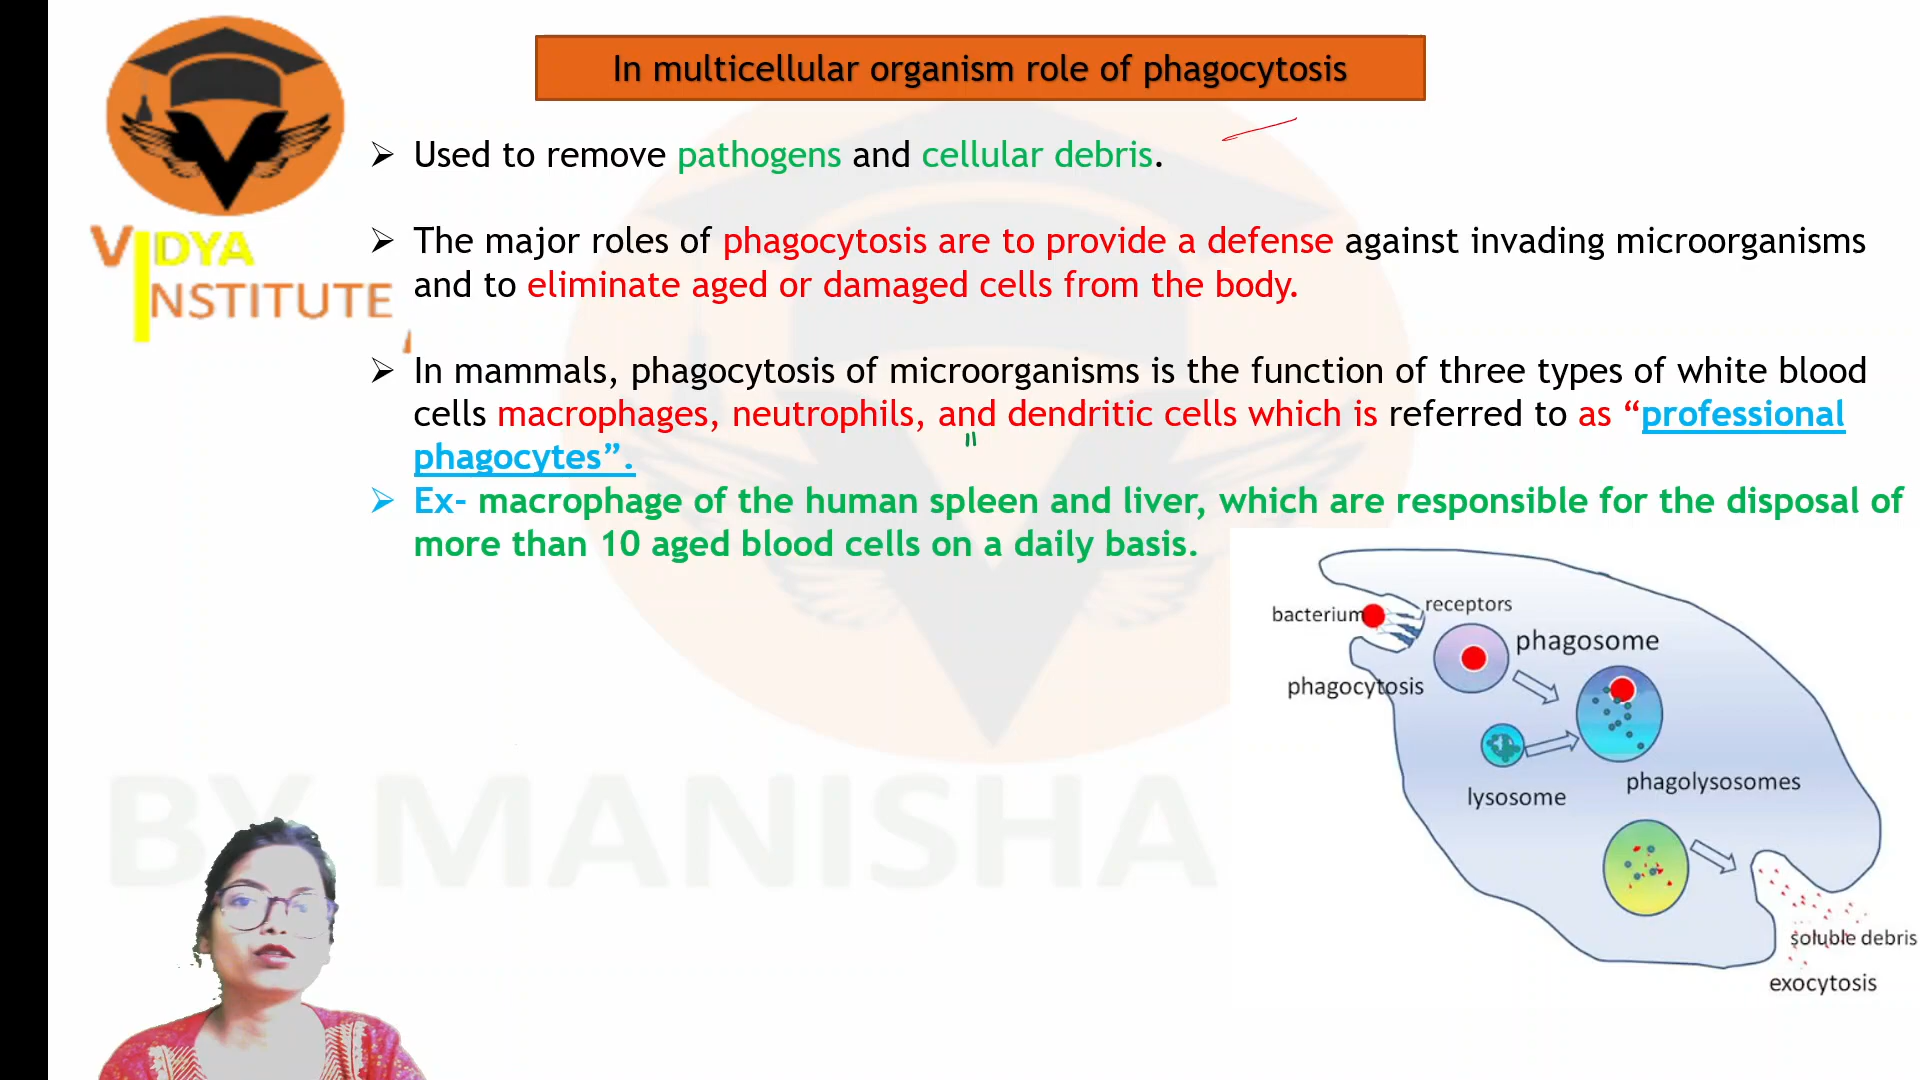 In multicellular organism role of phagocytosis
VIDYA
INSTITUTE
➢ Used to remove pathogens and cellular debris.
➢ The major roles of phagocytosis are to provide a defense against invading microorganisms
and to eliminate aged or damaged cells from the body.
➢ In mammals, phagocytosis of microorganisms is the function of three types of white blood
cells macrophages, neutrophils, and dendritic cells which is referred to as “professional
phagocytes”.
➢ Ex- macrophage of the human spleen and liver, which are responsible for the disposal of
more than 10 aged blood cells on a daily basis.
bacterium
receptors
phagosome
phagocytosis
lysosome
phagolysosomes
soluble debris
exocytosis
BY MANISHA